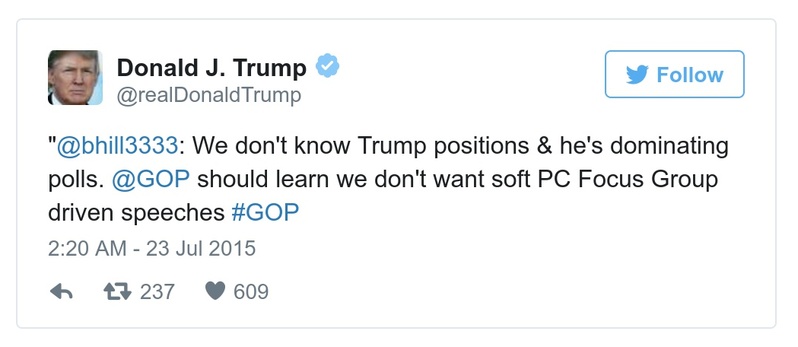 Donald J. Trump
@realDonaldTrump
Follow
"@bhill3333: We don't know Trump positions & he's dominating
polls. @GOP should learn we don't want soft PC Focus Group
driven speeches #GOP
2:20 AM - 23 Jul 2015
237 609